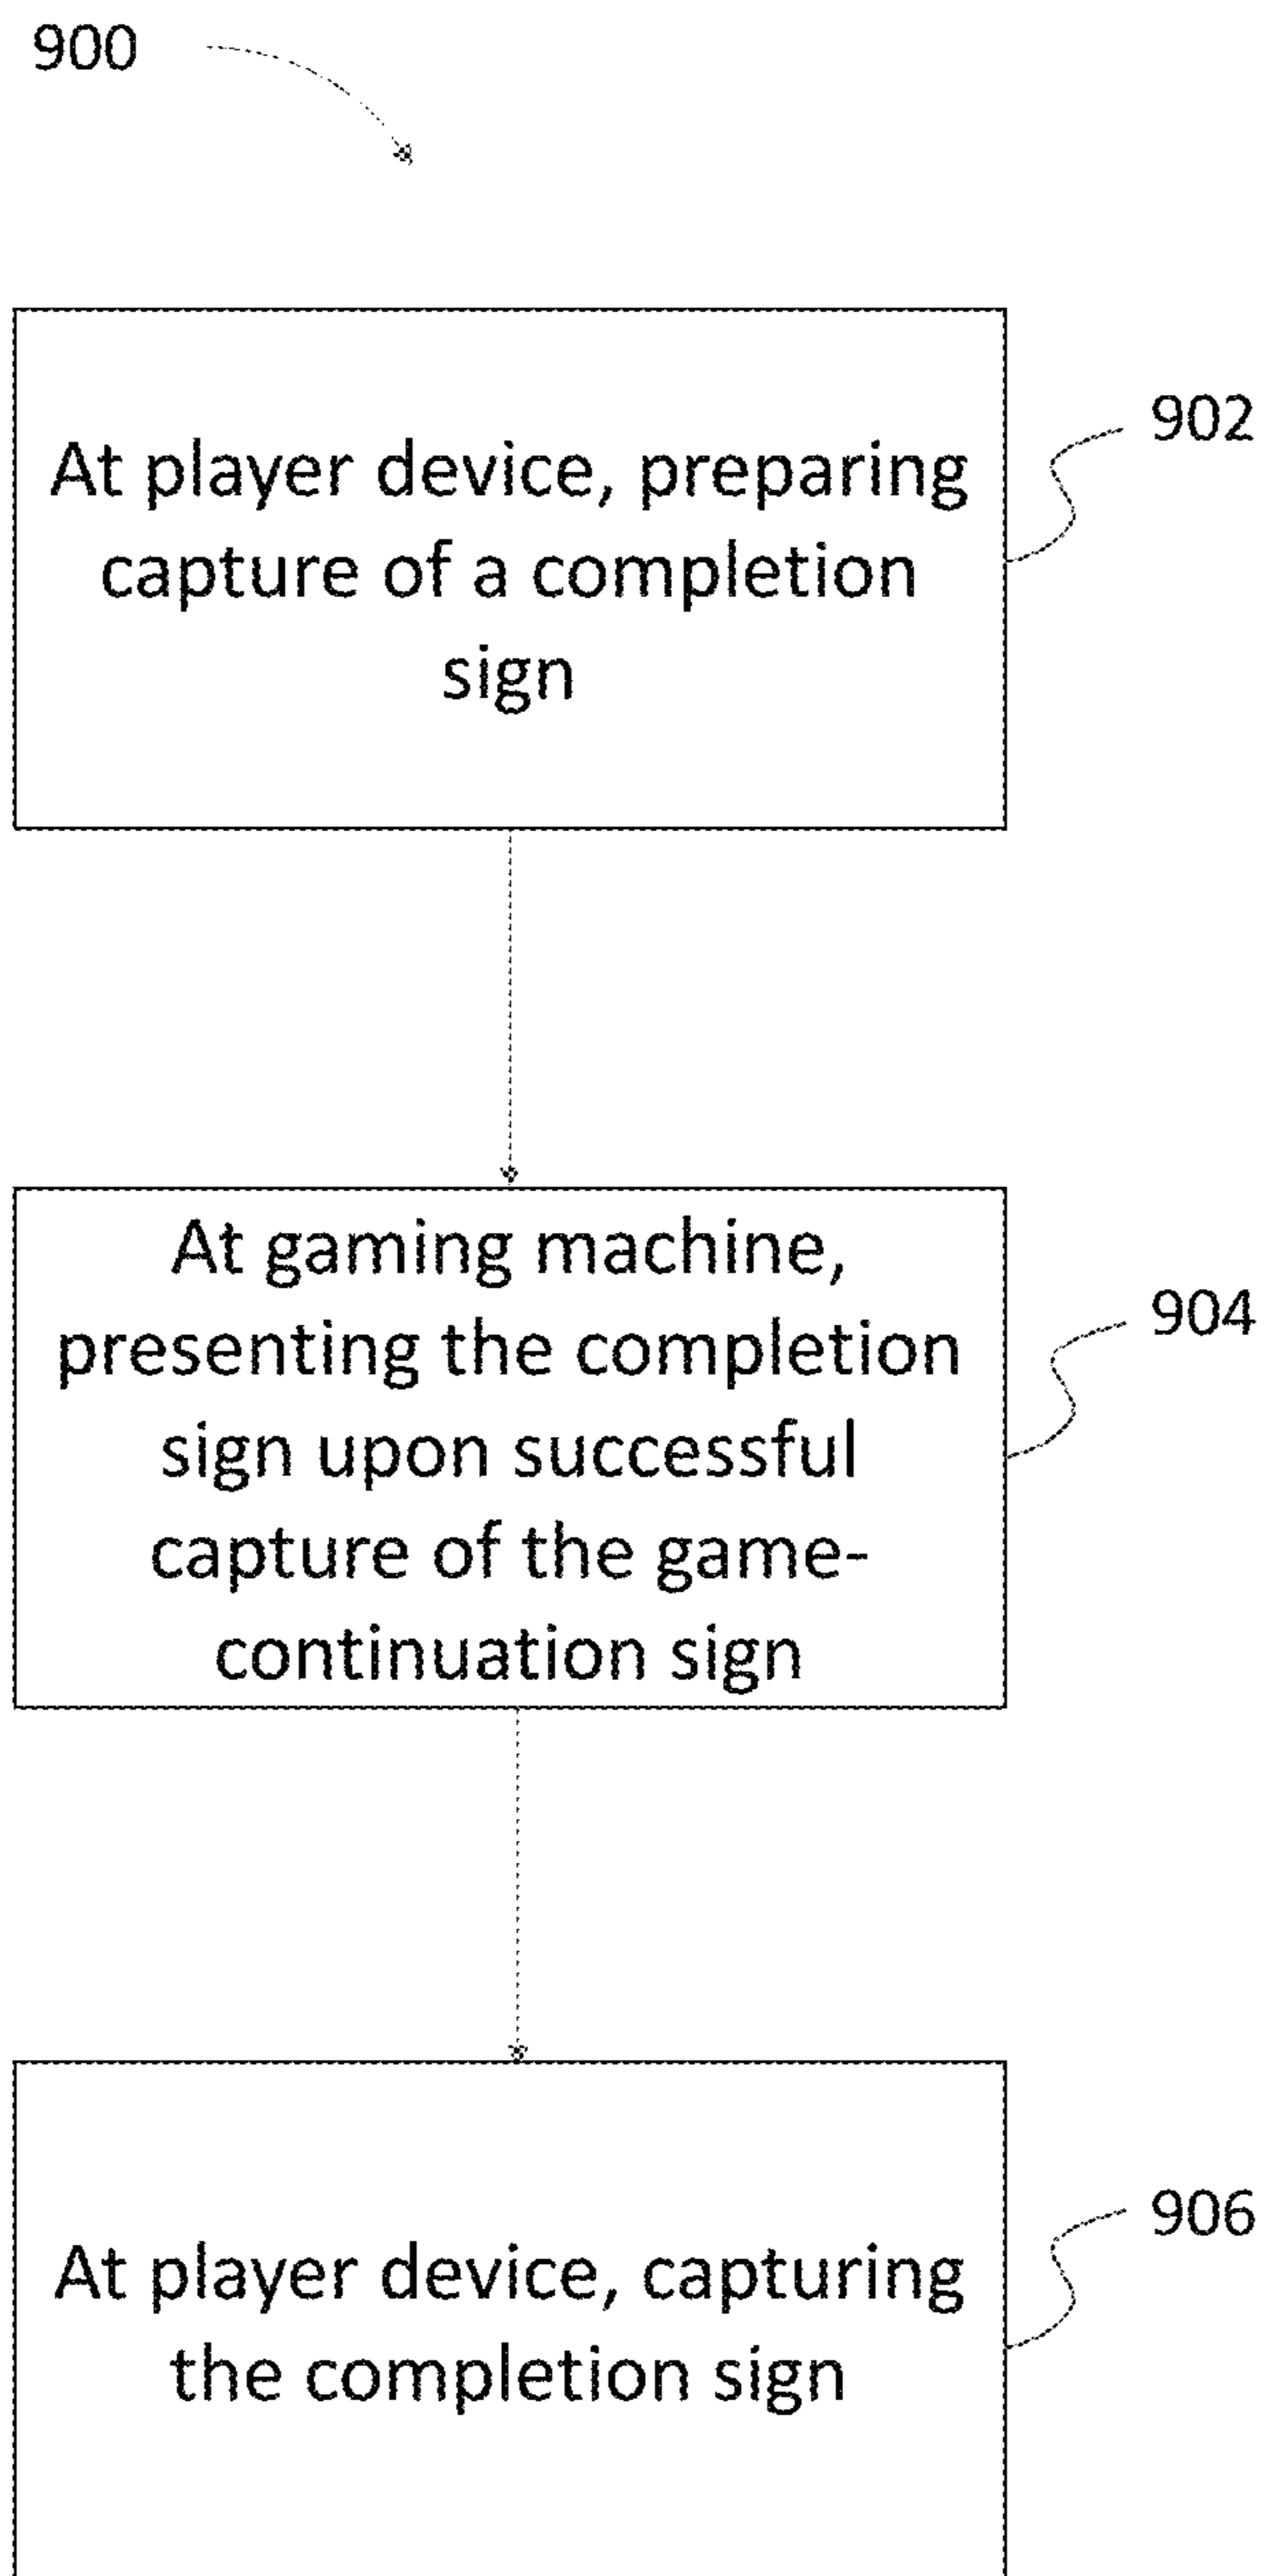 900
At player device, preparing
capture of a completion
sign
902
At gaming machine,
presenting the completion
sign upon successful
capture of the game-
continuation sign
904
At player device, capturing
the completion sign
906